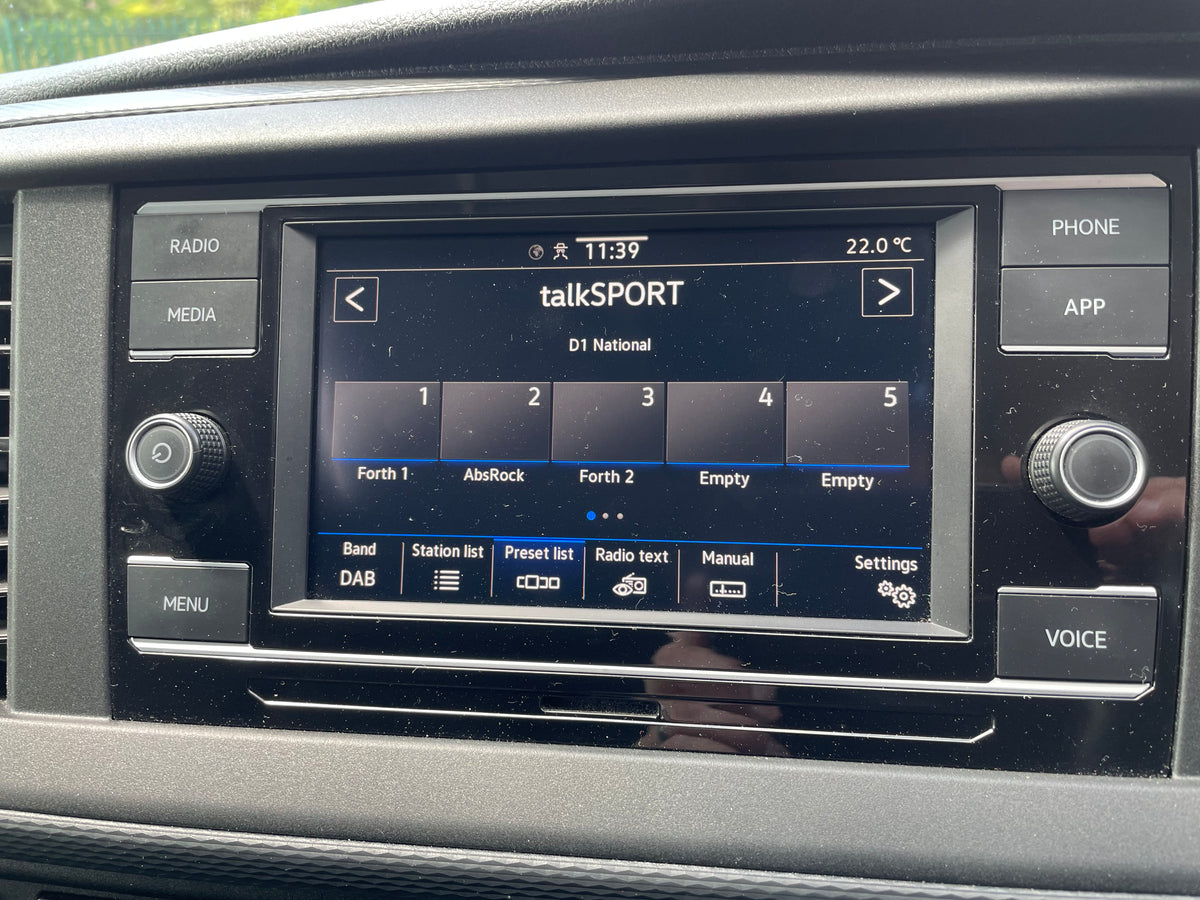 RADIO
MEDIA
MENU
11:39
22.0 °C
<
talkSPORT
>
D1 National
1 2 3 4 5
Forth 1 AbsRock Forth 2 Empty Empty
Band Station list Preset list Radio text Manual Settings
DAB
PHONE
APP
VOICE